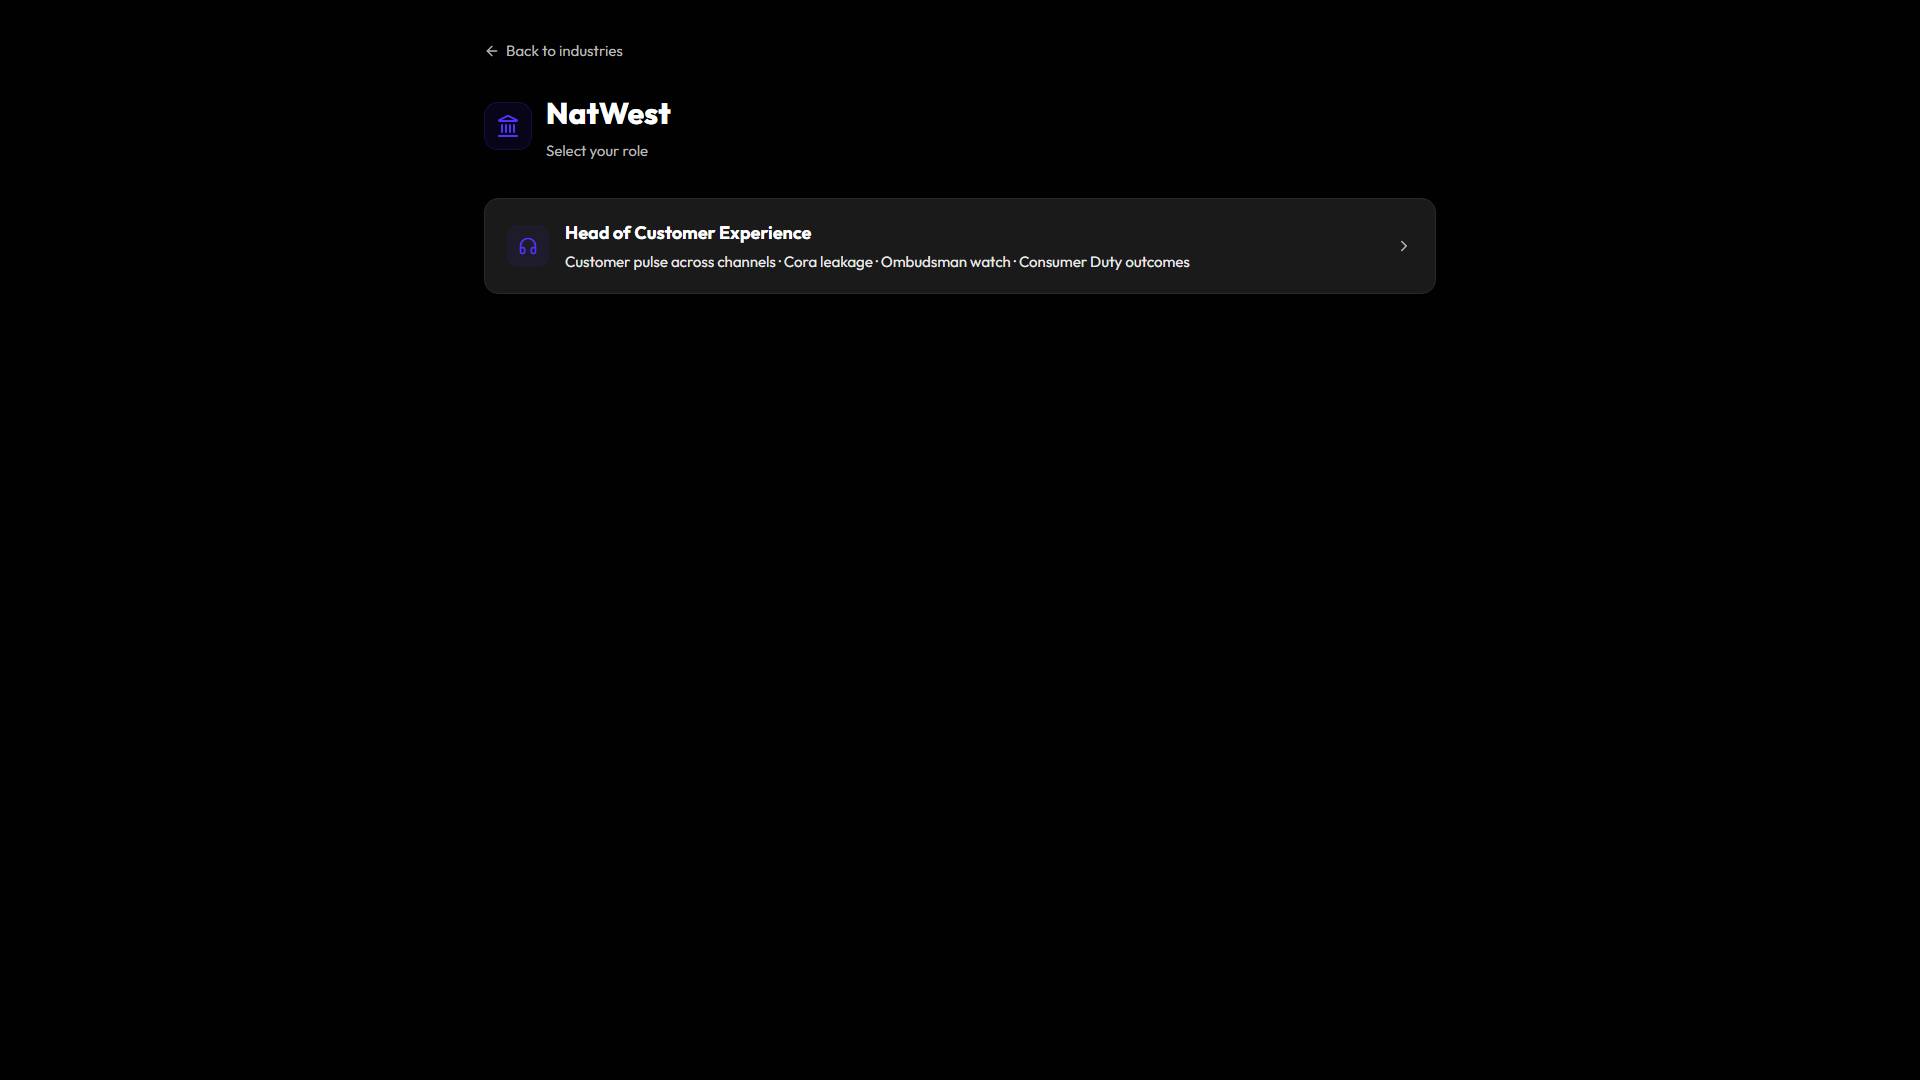 Back to industries
NatWest
Select your role
Head of Customer Experience
Customer pulse across channels · Cora leakage · Ombudsman watch · Consumer Duty outcomes